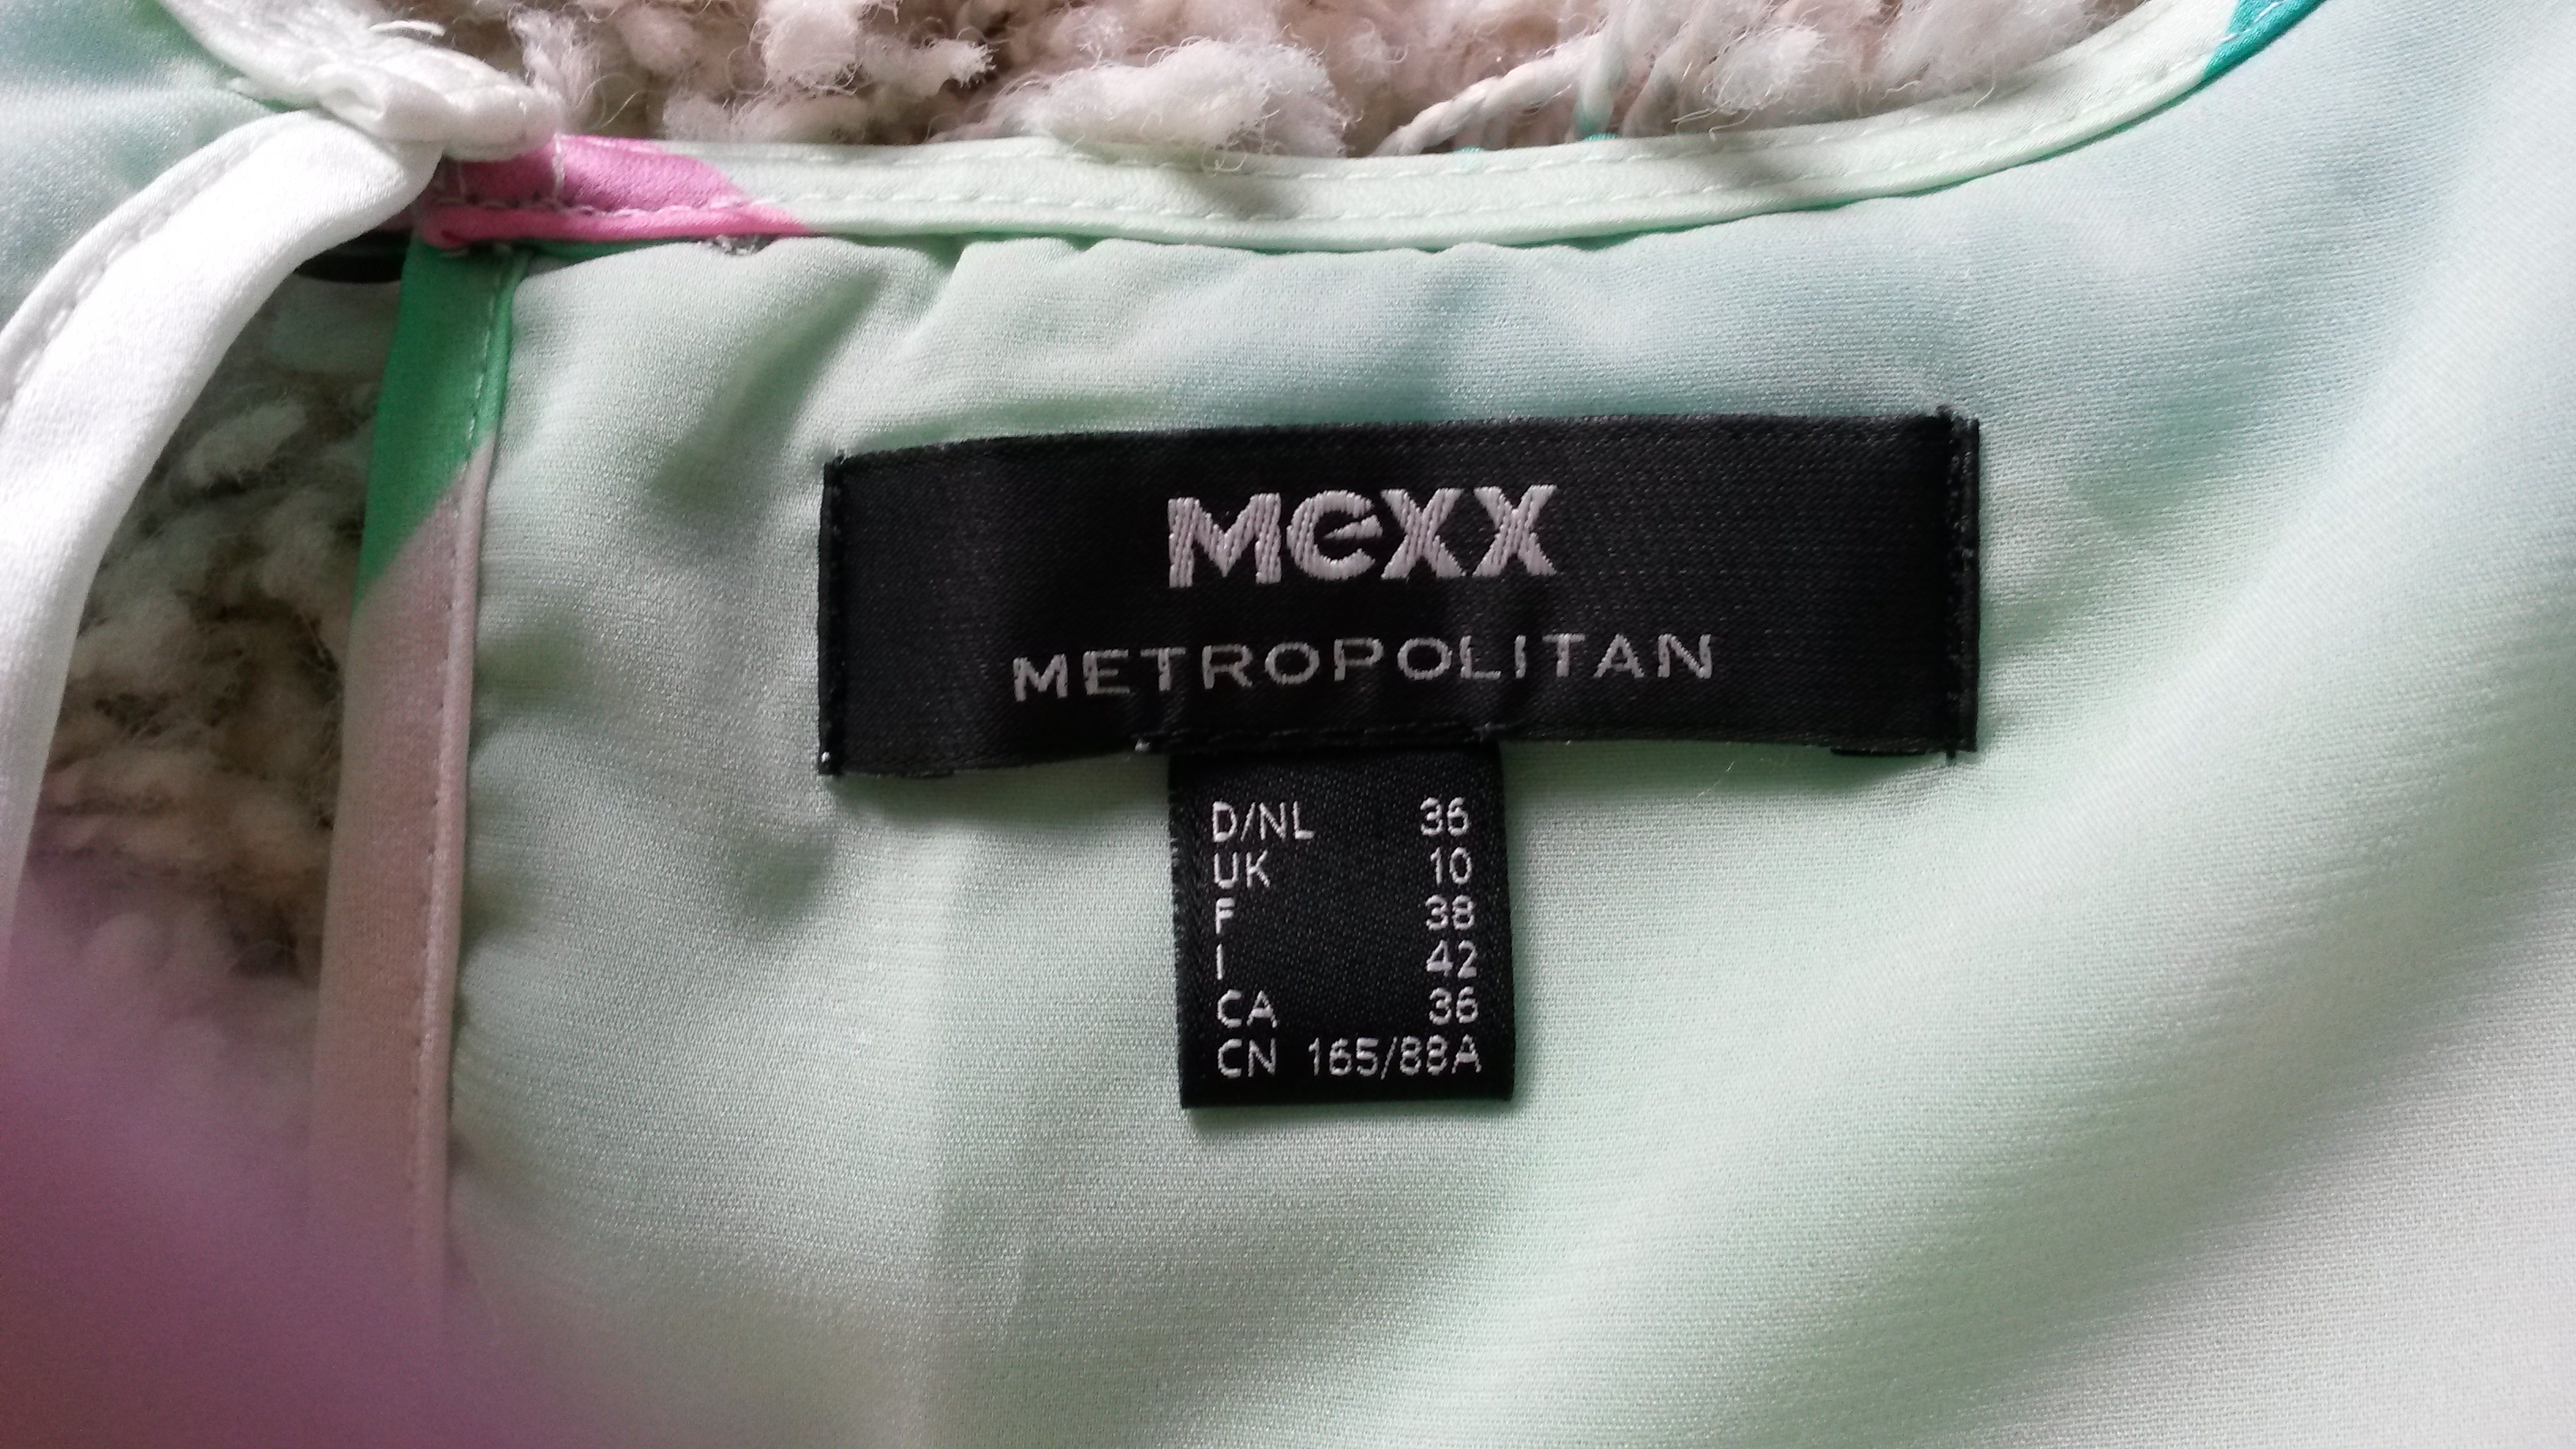 Mexx
METROPOLITAN
D/NL 36
UK 10
F 38
I 42
CA 36
CN 165/88A